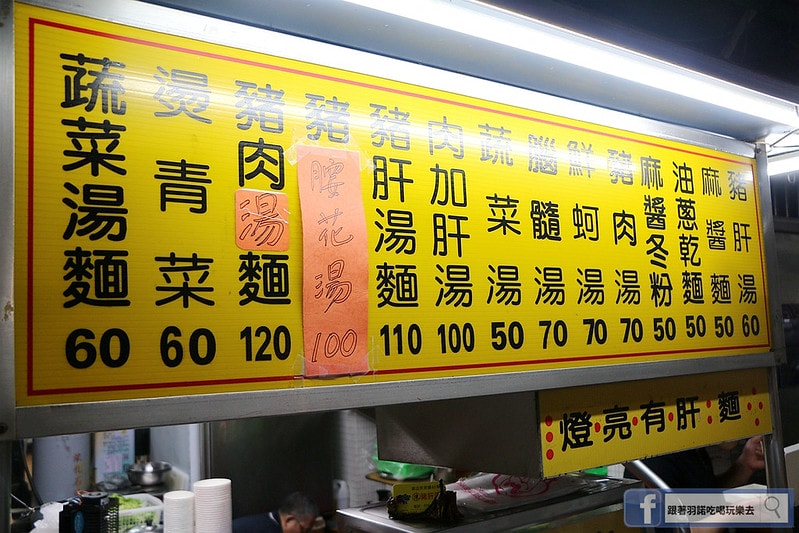 豬肝湯 60
麻醬麵 50
油蔥乾麵 50
麻醬冬粉 50
豬肉湯 70
鮮蚵湯 70
腦髓湯 70
蔬菜湯 50
肉加肝湯 100
豬肝湯麵 110
豬腰花湯 100
豬肉湯麵 120
燙青菜 60
蔬菜湯麵 60
燈亮有肝麵
跟著羽諾吃喝玩樂去